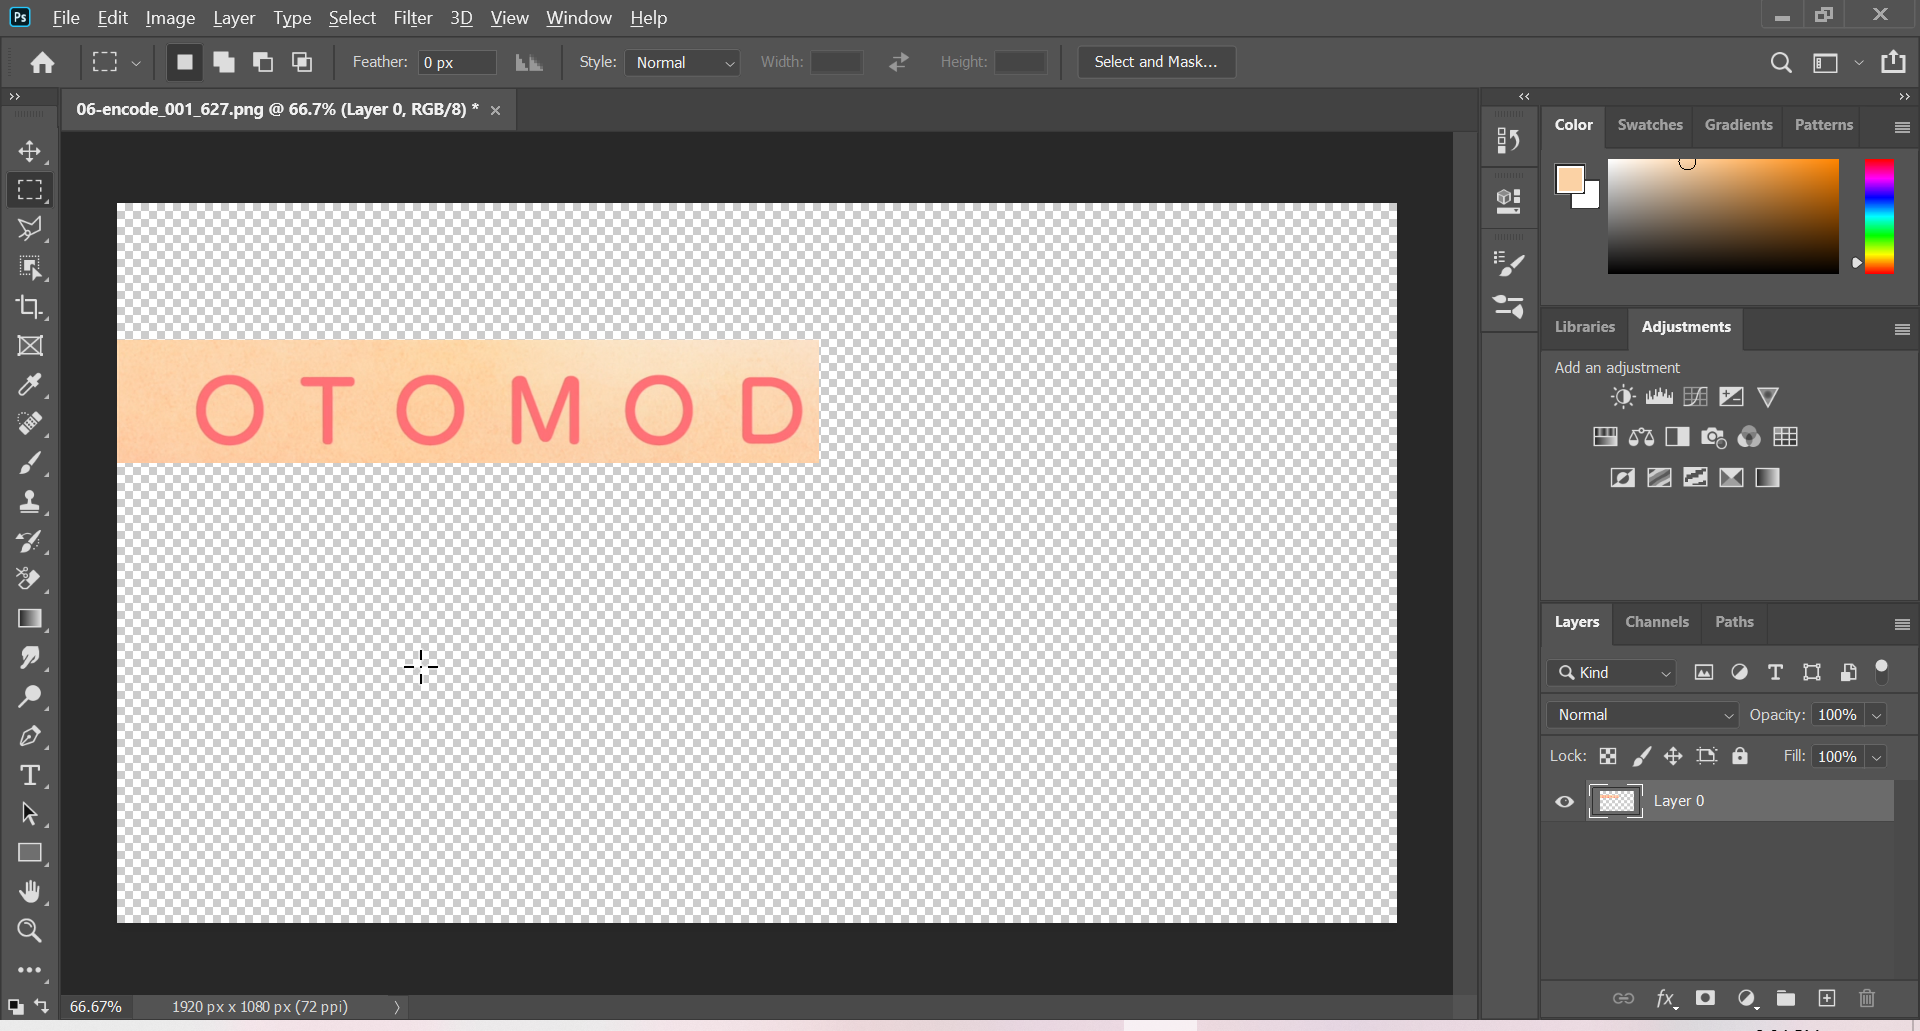 Ps File Edit Image Layer Type Select Filter 3D View Window Help
Feather: 0 px Style: Normal Width: Height: Select and Mask...
06-encode_001_627.png @ 66.7% (Layer 0, RGB/8) *
Color Swatches Gradients Patterns
OTOMOD
Libraries Adjustments
Add an adjustment
Layers Channels Paths
Kind
Normal Opacity: 100%
Lock: Fill: 100%
Layer 0
fx
66.67% 1920 px x 1080 px (72 ppi)